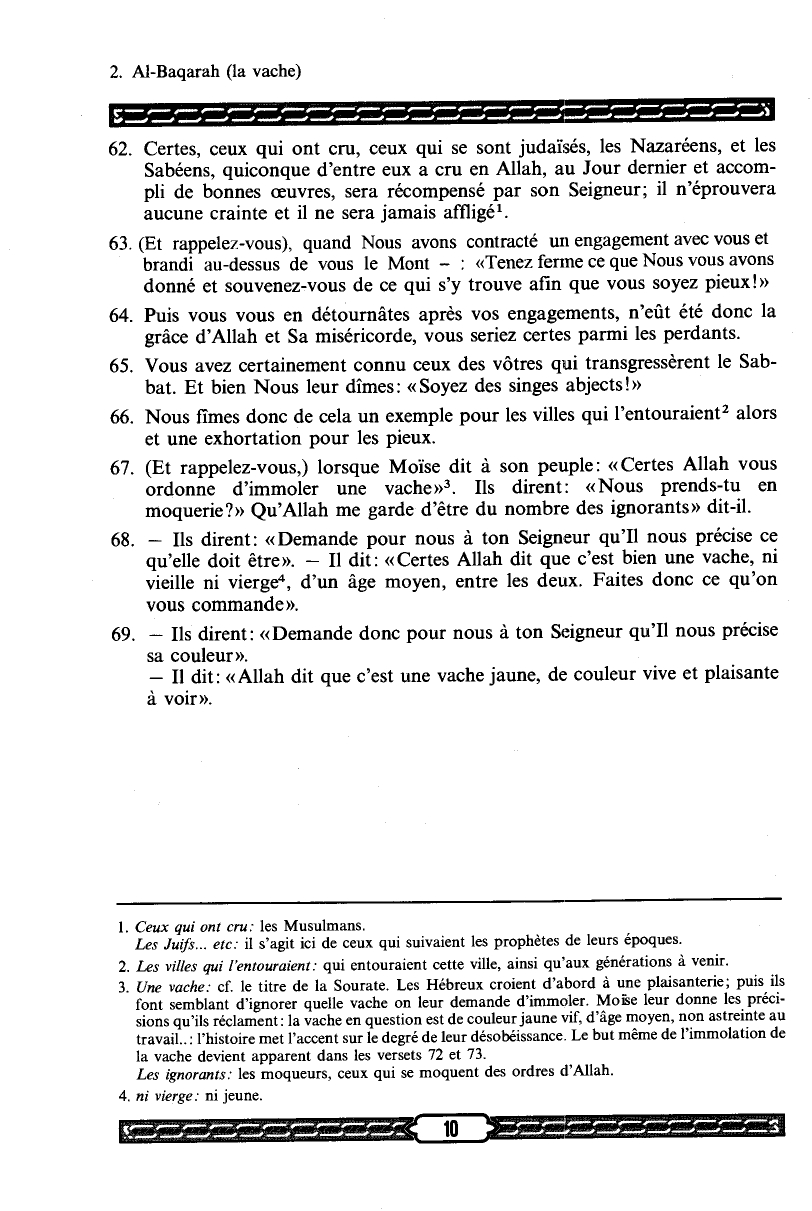 2. Al-Baqarah (la vache)
62. Certes, ceux qui ont cru, ceux qui se sont judaïsés, les Nazaréens, et les
Sabéens, quiconque d'entre eux a cru en Allah, au Jour dernier et accom-
pli de bonnes œuvres, sera récompensé par son Seigneur; il n'éprouvera
aucune crainte et il ne sera jamais affligé¹.
63. (Et rappelez-vous), quand Nous avons contracté un engagement avec vous et
brandi au-dessus de vous le Mont – : «Tenez ferme ce que Nous vous avons
donné et souvenez-vous de ce qui s'y trouve afin que vous soyez pieux!»
64. Puis vous vous en détournâtes après vos engagements, n'eût été donc la
grâce d'Allah et Sa miséricorde, vous seriez certes parmi les perdants.
65. Vous avez certainement connu ceux des vôtres qui transgressèrent le Sab-
bat. Et bien Nous leur dîmes: «Soyez des singes abjects!»
66. Nous fîmes donc de cela un exemple pour les villes qui l'entouraient² alors
et une exhortation pour les pieux.
67. (Et rappelez-vous,) lorsque Moïse dit à son peuple: «Certes Allah vous
ordonne d'immoler une vache»³. Ils dirent: «Nous prends-tu en
moquerie?» Qu'Allah me garde d'être du nombre des ignorants» dit-il.
68. — Ils dirent: «Demande pour nous à ton Seigneur qu'Il nous précise ce
qu'elle doit être». — Il dit: «Certes Allah dit que c'est bien une vache, ni
vieille ni vierge⁴, d'un âge moyen, entre les deux. Faites donc ce qu'on
vous commande».
69. — Ils dirent: «Demande donc pour nous à ton Seigneur qu'Il nous précise
sa couleur».
— Il dit: «Allah dit que c'est une vache jaune, de couleur vive et plaisante
à voir».
1. Ceux qui ont cru: les Musulmans.
Les Juifs... etc: il s'agit ici de ceux qui suivaient les prophètes de leurs époques.
2. Les villes qui l'entouraient: qui entouraient cette ville, ainsi qu'aux générations à venir.
3. Une vache: cf. le titre de la Sourate. Les Hébreux croient d'abord à une plaisanterie; puis ils
font semblant d'ignorer quelle vache on leur demande d'immoler. Moïse leur donne les préci-
sions qu'ils réclament: la vache en question est de couleur jaune vif, d'âge moyen, non astreinte au
travail..: l'histoire met l'accent sur le degré de leur désobéissance. Le but même de l'immolation de
la vache devient apparent dans les versets 72 et 73.
Les ignorants: les moqueurs, ceux qui se moquent des ordres d'Allah.
4. ni vierge: ni jeune.
10